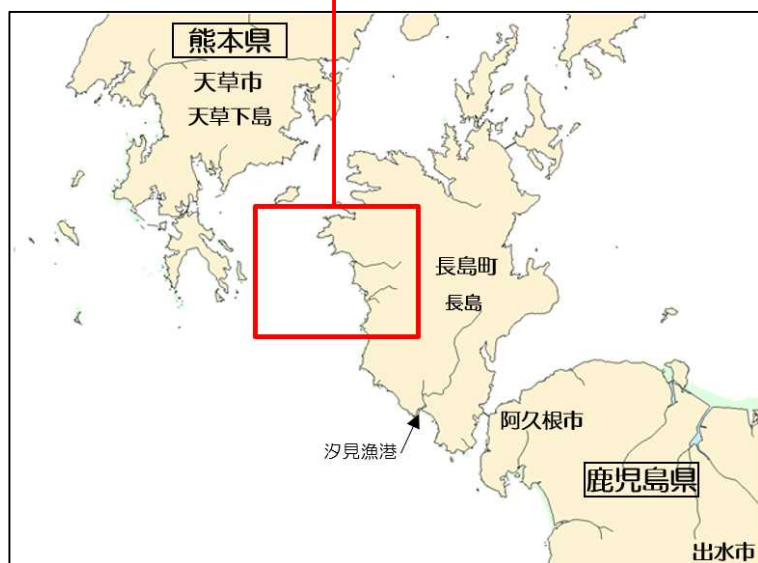 熊本県
天草市
天草下島
長島町
長島
阿久根市
汐見漁港
鹿児島県
出水市